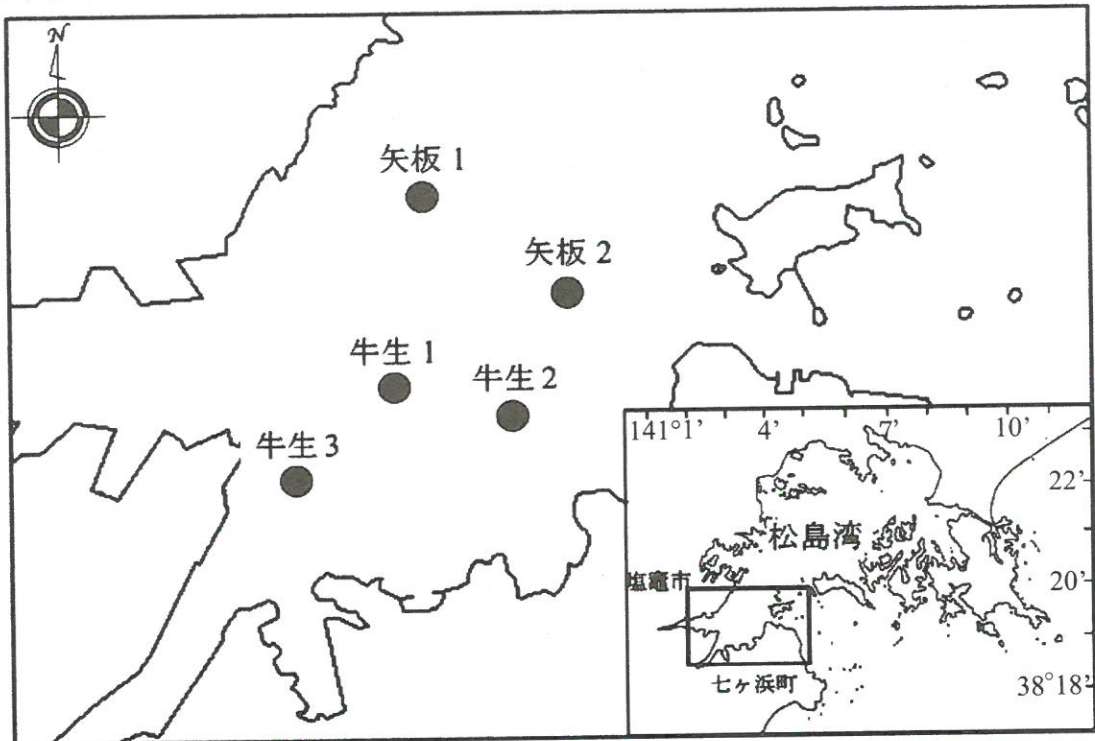 N
矢板 1
矢板 2
牛生 1
牛生 2
牛生 3
141°1’ 4’ 7’ 10’
22’
松島湾
塩竈市
20’
七ヶ浜町
38°18’